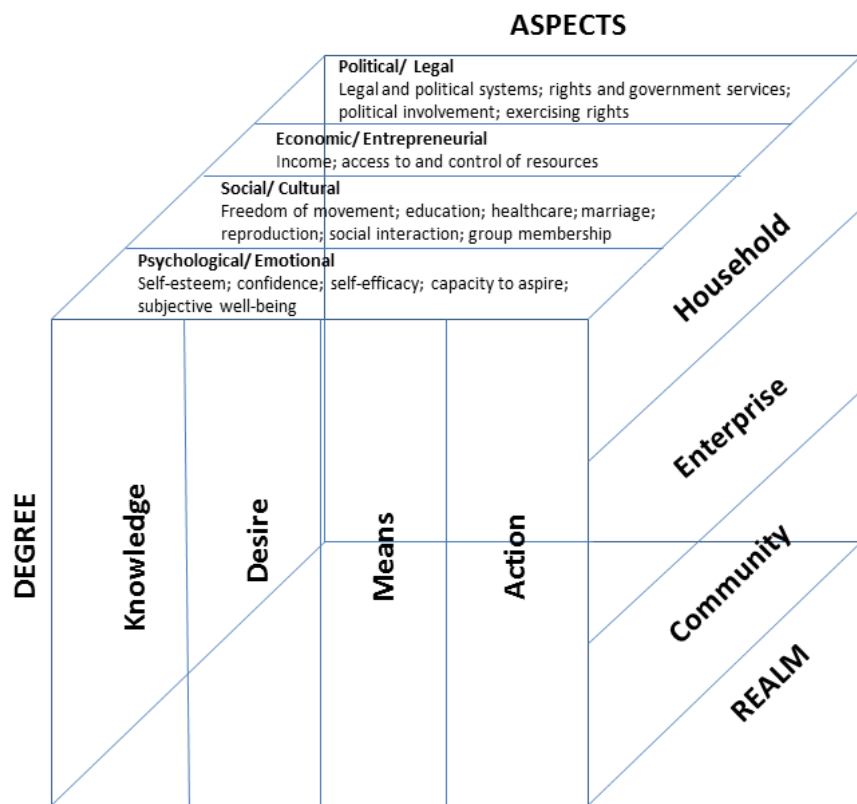 ASPECTS
Political/ Legal
Legal and political systems; rights and government services;
political involvement; exercising rights
Economic/ Entrepreneurial
Income; access to and control of resources
Social/ Cultural
Freedom of movement; education; healthcare; marriage;
reproduction; social interaction; group membership
Psychological/ Emotional
Self-esteem; confidence; self-efficacy; capacity to aspire;
subjective well-being
DEGREE
Knowledge
Desire
Means
Action
Household
Enterprise
Community
REALM